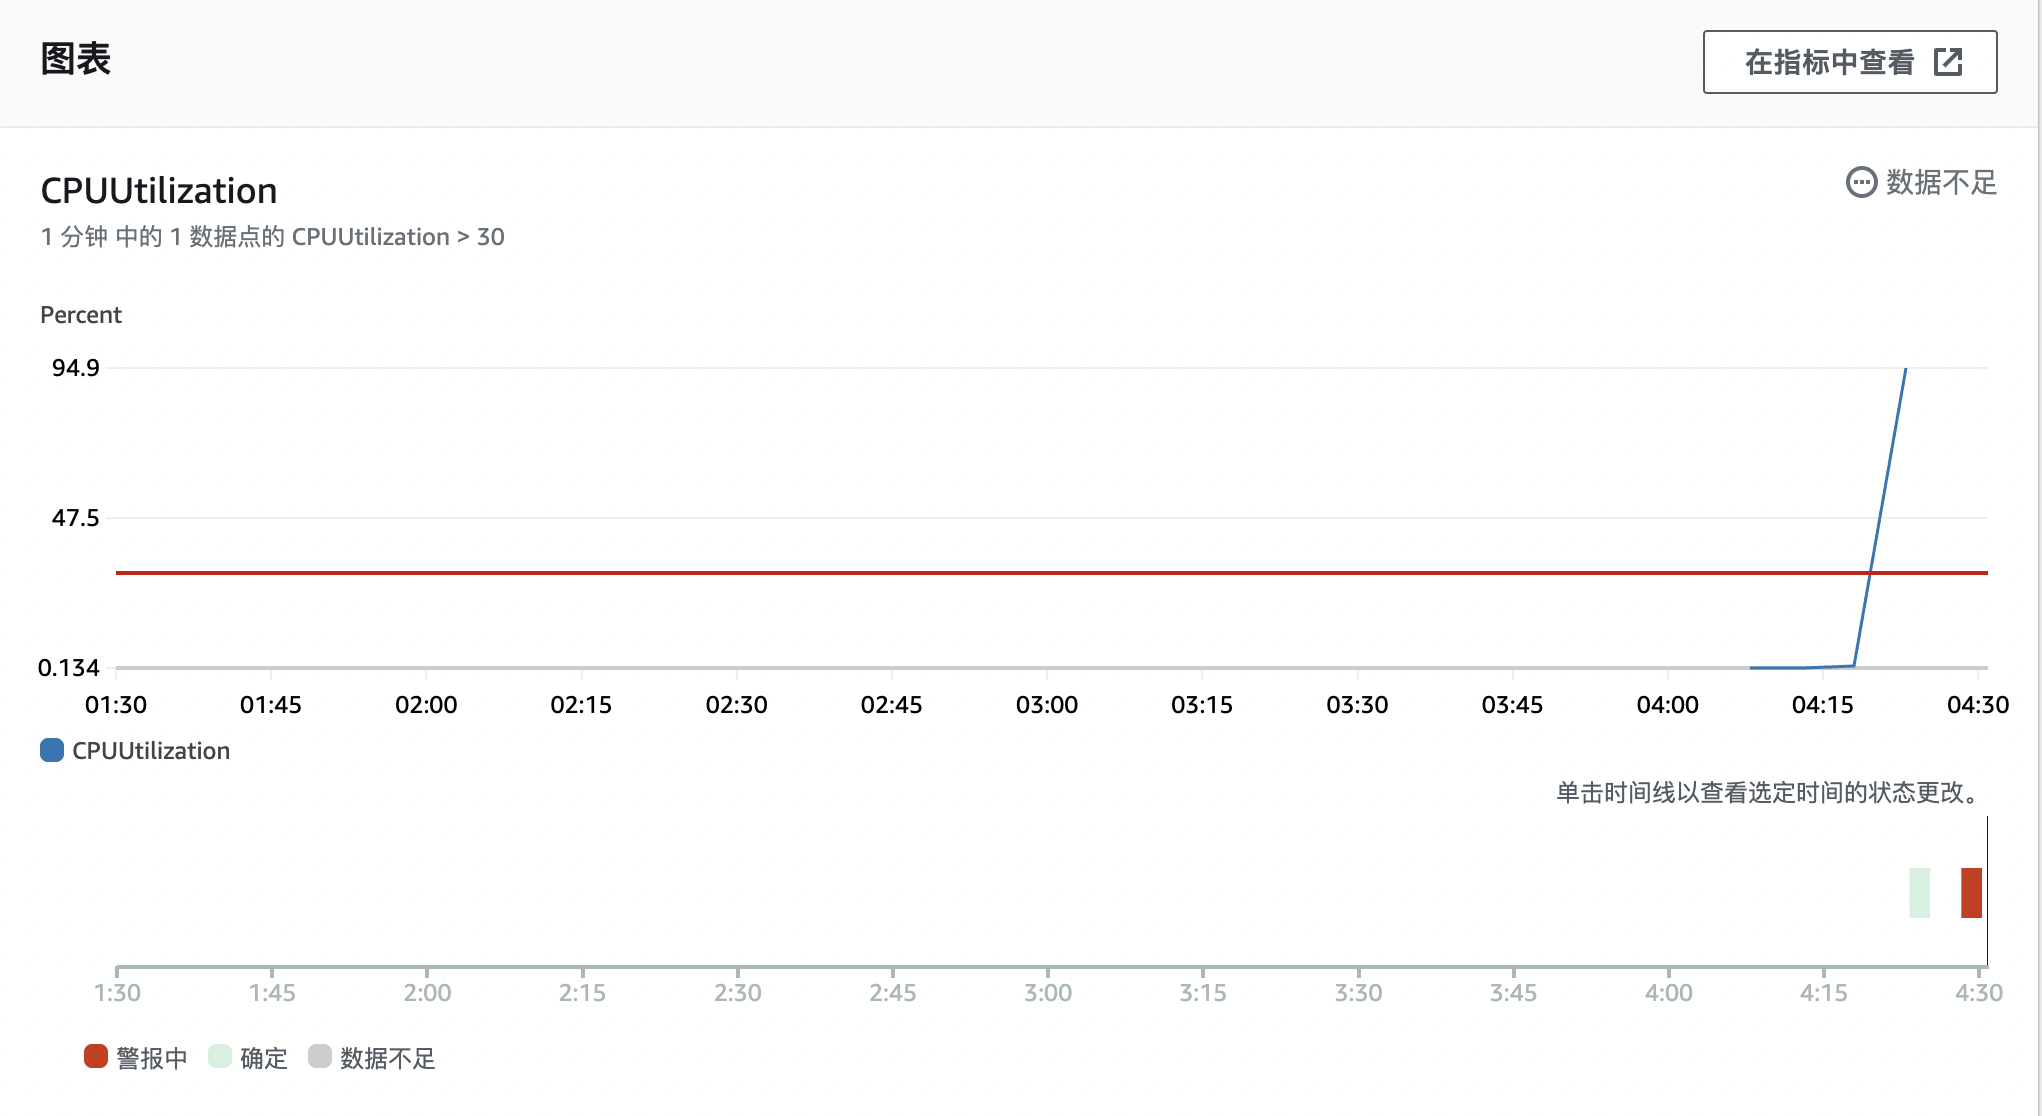 图表
在指标中查看
CPUUtilization
数据不足
1 分钟 中的 1 数据点的 CPUUtilization > 30
Percent
94.9
47.5
0.134
01:30 01:45 02:00 02:15 02:30 02:45 03:00 03:15 03:30 03:45 04:00 04:15 04:30
CPUUtilization
单击时间线以查看选定时间的状态更改。
1:30 1:45 2:00 2:15 2:30 2:45 3:00 3:15 3:30 3:45 4:00 4:15 4:30
警报中 确定 数据不足